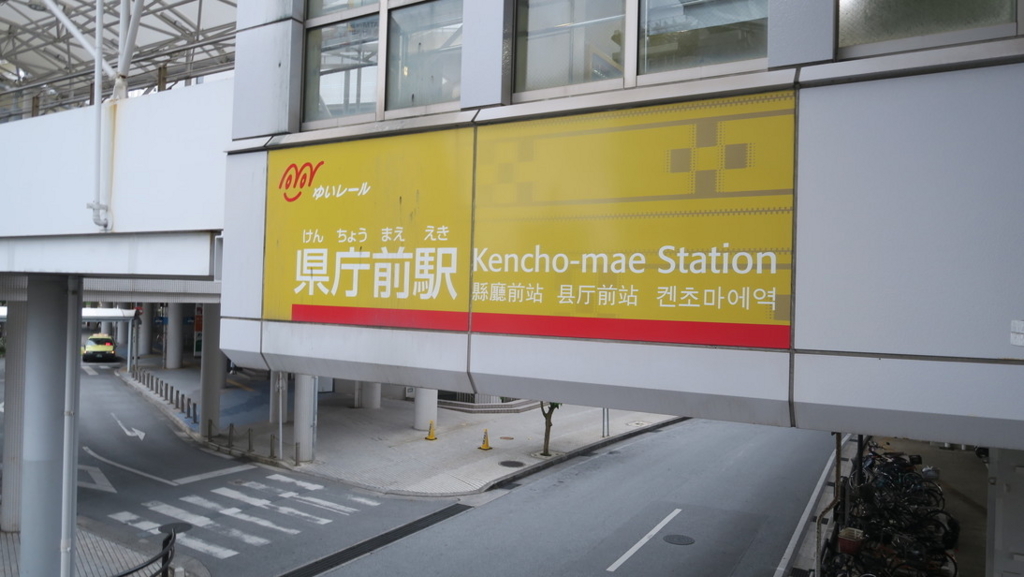 ゆいレール
けん ちょう まえ えき
県庁前駅
Kencho-mae Station
縣廳前站 县厅前站 켄초마에역